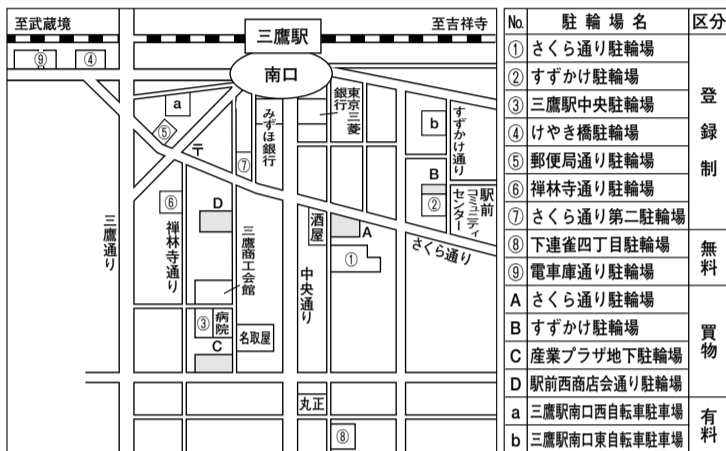 至武蔵境
至吉祥寺
三鷹駅
南口
⑨
④
a
⑤
〒
⑦
みずほ銀行
東京三菱
銀行
b
すずかけ通り
B
②
駅前
コミュニティ
センター
⑥
D
酒屋
A
さくら通り
①
三鷹通り
禅林寺通り
三鷹商工会館
中央通り
③
病院
名取屋
C
丸正
⑧
No. 駐輪場名 区分
① さくら通り駐輪場
② すずかけ駐輪場
③ 三鷹駅中央駐輪場
④ けやき橋駐輪場
⑤ 郵便局通り駐輪場
⑥ 禅林寺通り駐輪場
⑦ さくら通り第二駐輪場
登録制
⑧ 下連雀四丁目駐輪場
⑨ 電車庫通り駐輪場
無料
A さくら通り駐輪場
B すずかけ駐輪場
C 産業プラザ地下駐輪場
D 駅前西商店会通り駐輪場
買物
a 三鷹駅南口西自転車駐車場
b 三鷹駅南口東自転車駐車場
有料